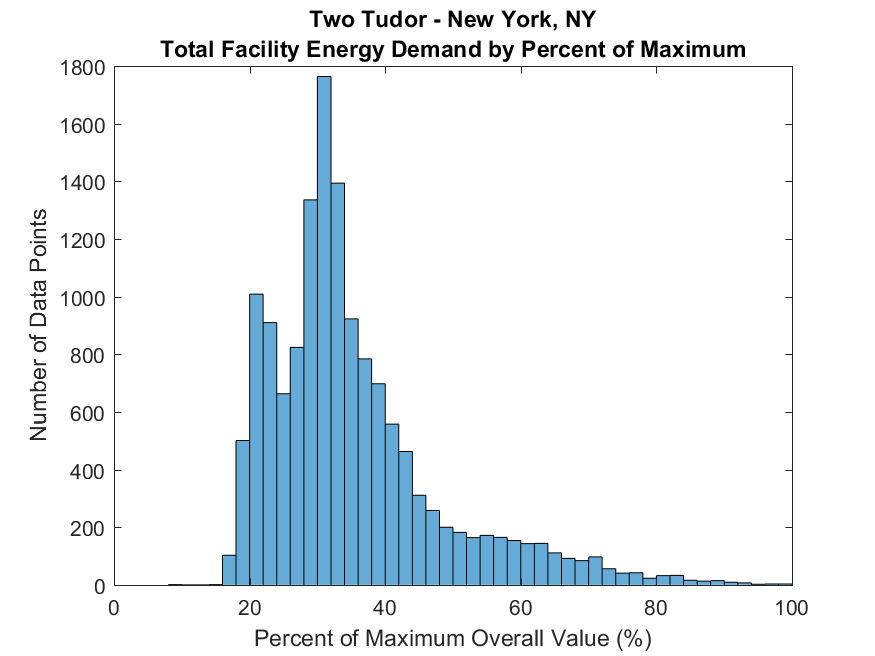 Two Tudor - New York, NY
Total Facility Energy Demand by Percent of Maximum
1800
1600
1400
1200
1000
800
600
400
200
0
Number of Data Points
0 20 40 60 80 100
Percent of Maximum Overall Value (%)